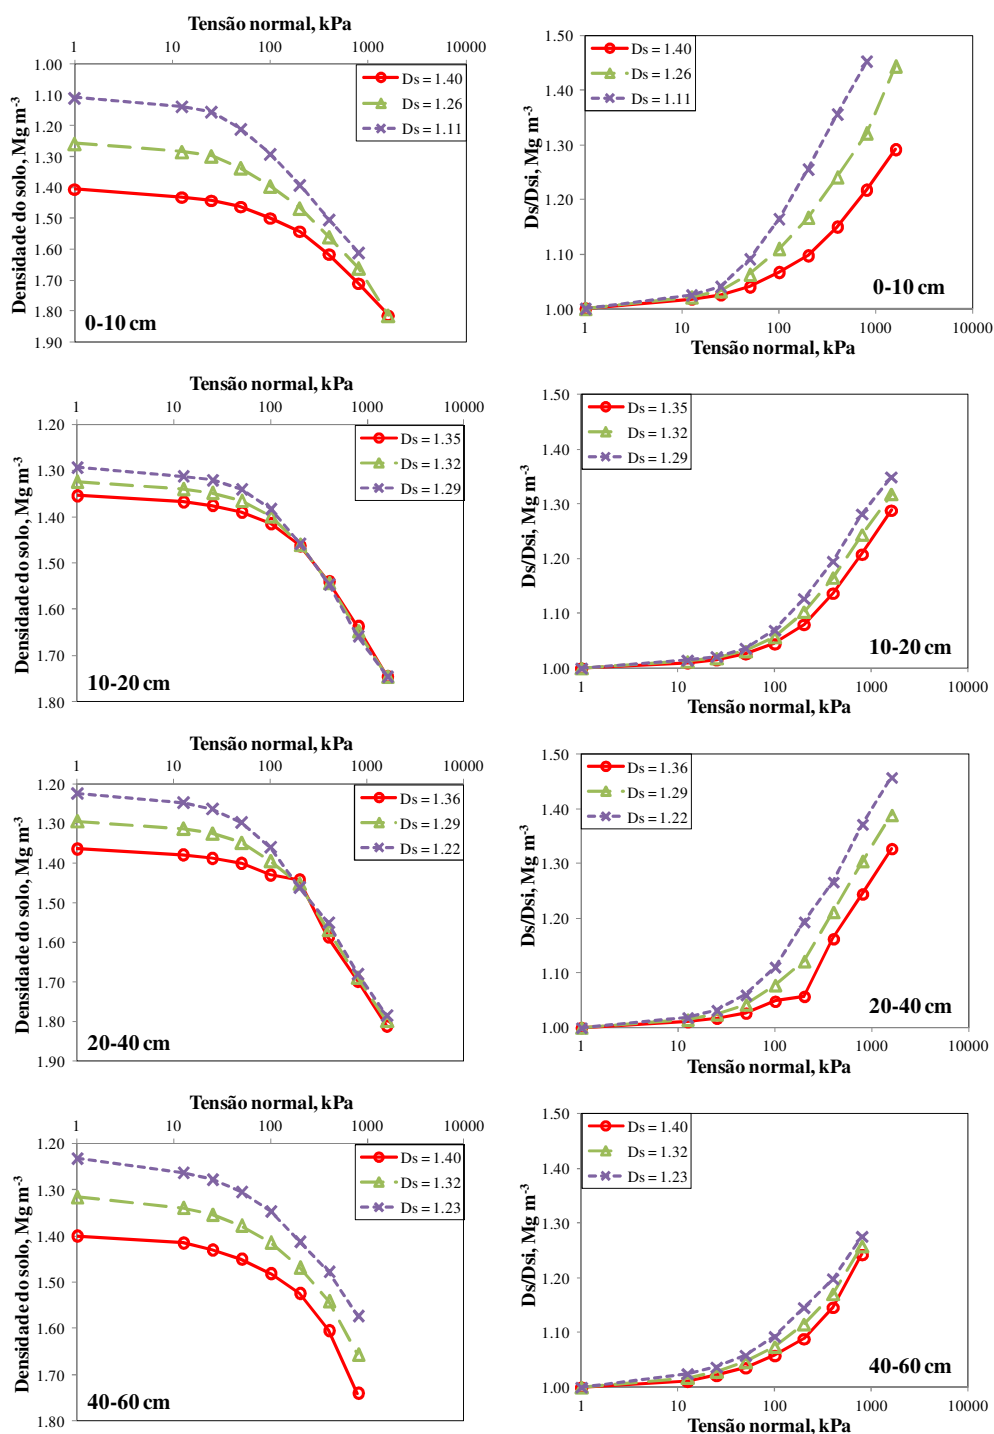 Tensão normal, kPa
1 10 100 1000 10000
Densidade do solo, Mg m-3
1.00
1.10
1.20
1.30
1.40
1.50
1.60
1.70
1.80
1.90
Ds = 1.40
Ds = 1.26
Ds = 1.11
0-10 cm
Ds/Dsi, Mg m-3
1.50
1.40
1.30
1.20
1.10
1.00
Ds = 1.40
Ds = 1.26
Ds = 1.11
0-10 cm
1 10 100 1000 10000
Tensão normal, kPa
Tensão normal, kPa
1 10 100 1000 10000
Densidade do solo, Mg m-3
1.20
1.30
1.40
1.50
1.60
1.70
1.80
Ds = 1.35
Ds = 1.32
Ds = 1.29
10-20 cm
Ds/Dsi, Mg m-3
1.50
1.40
1.30
1.20
1.10
1.00
Ds = 1.35
Ds = 1.32
Ds = 1.29
10-20 cm
1 10 100 1000 10000
Tensão normal, kPa
Tensão normal, kPa
1 10 100 1000 10000
Densidade do solo, Mg m-3
1.20
1.30
1.40
1.50
1.60
1.70
1.80
1.90
Ds = 1.36
Ds = 1.29
Ds = 1.22
20-40 cm
Ds/Dsi, Mg m-3
1.50
1.40
1.30
1.20
1.10
1.00
Ds = 1.36
Ds = 1.29
Ds = 1.22
20-40 cm
1 10 100 1000 10000
Tensão normal, kPa
Tensão normal, kPa
1 10 100 1000 10000
Densidade do solo, Mg m-3
1.20
1.30
1.40
1.50
1.60
1.70
1.80
Ds = 1.40
Ds = 1.32
Ds = 1.23
40-60 cm
Ds/Dsi, Mg m-3
1.50
1.40
1.30
1.20
1.10
1.00
Ds = 1.40
Ds = 1.32
Ds = 1.23
40-60 cm
1 10 100 1000 10000
Tensão normal, kPa